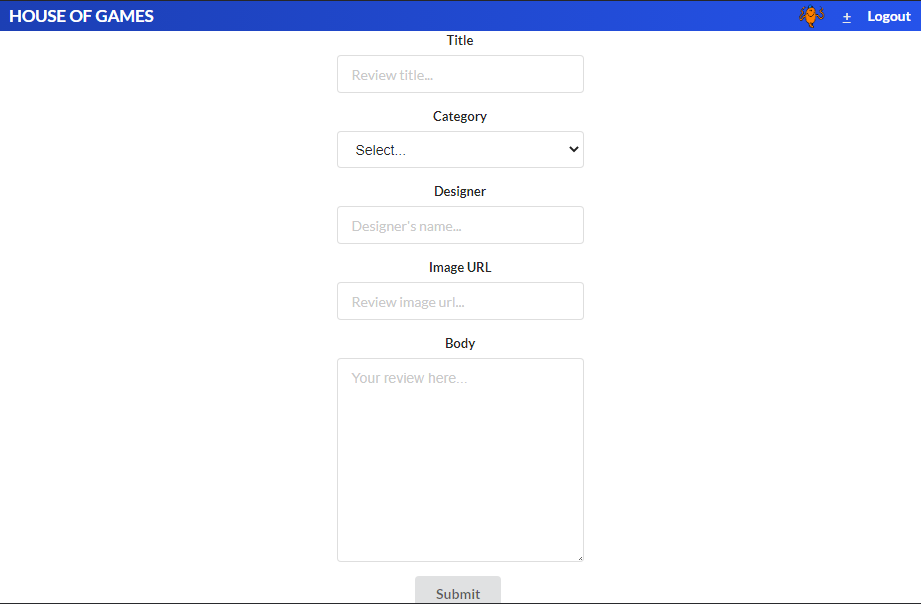 HOUSE OF GAMES
± Logout
Title
Review title...
Category
Select...
Designer
Designer's name...
Image URL
Review image url...
Body
Your review here...
Submit